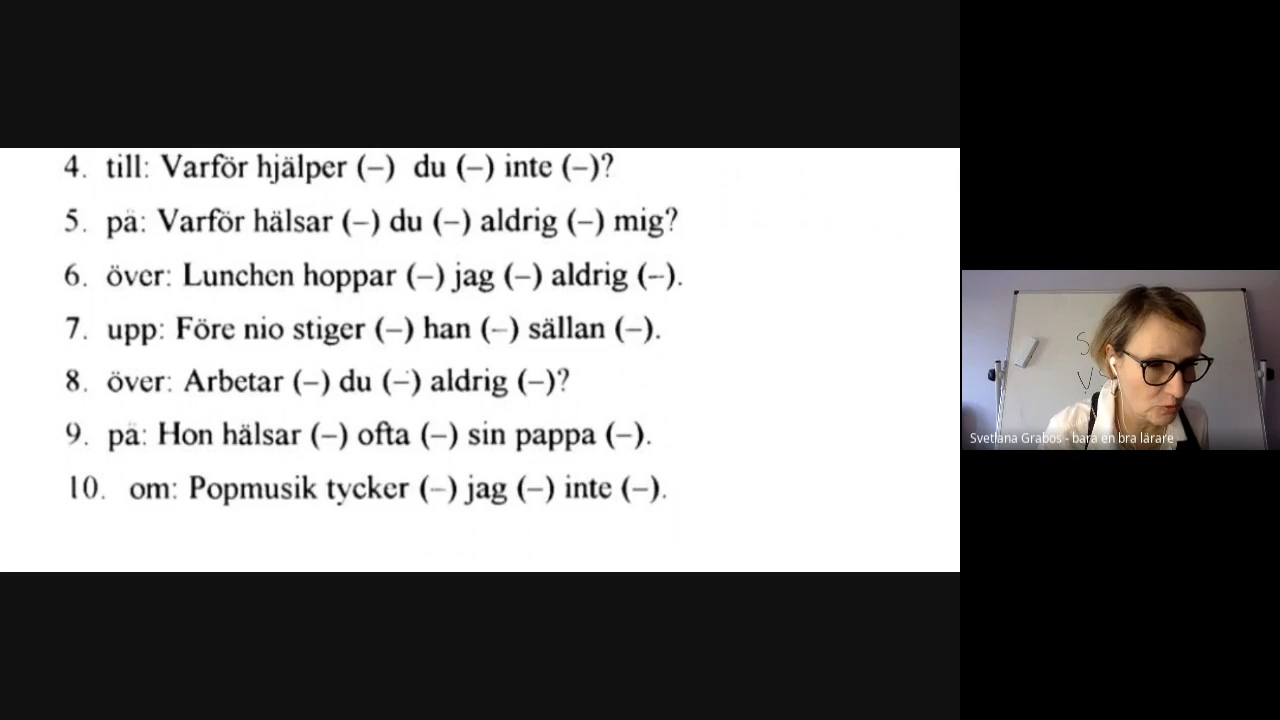 4. till: Varför hjälper (–) du (–) inte (–)?
5. på: Varför hälsar (–) du (–) aldrig (–) mig?
6. över: Lunchen hoppar (–) jag (–) aldrig (–).
7. upp: Före nio stiger (–) han (–) sällan (–).
8. över: Arbetar (–) du (–) aldrig (–)?
9. på: Hon hälsar (–) ofta (–) sin pappa (–).
10. om: Popmusik tycker (–) jag (–) inte (–).
S
V
Svetlana Grabos - bara en bra lärare